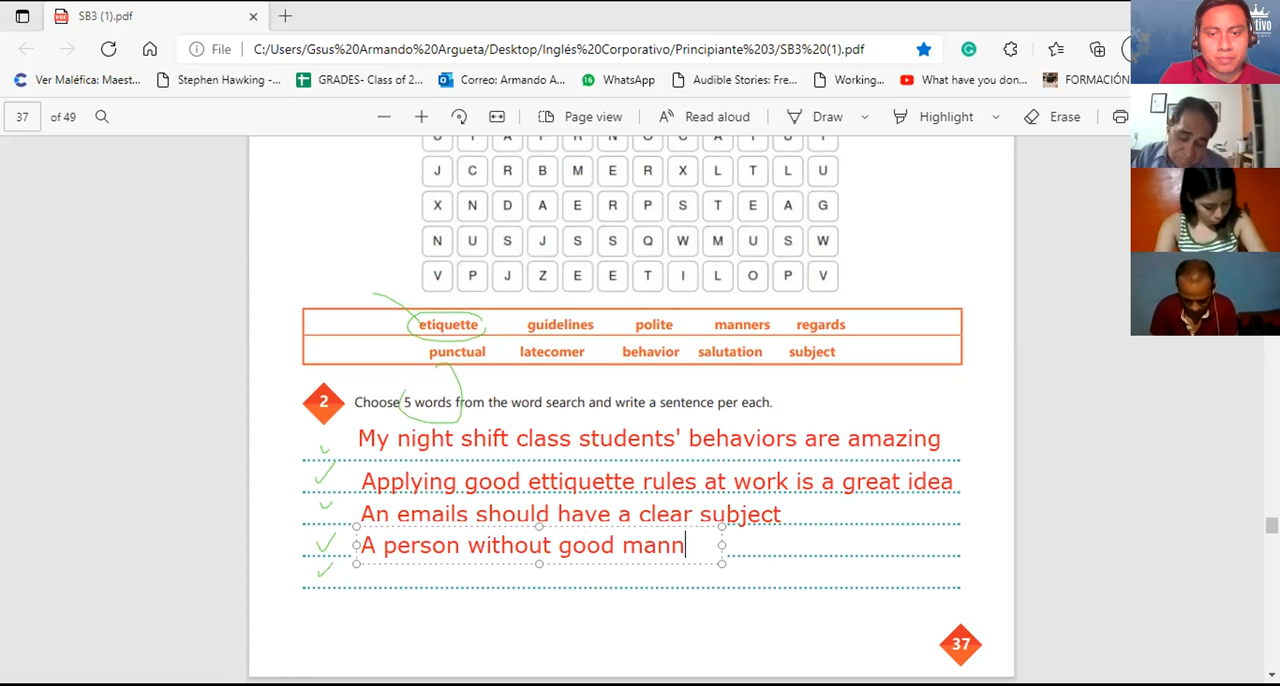 SB3 (1).pdf
File C:/Users/Gsus%20Armando%20Argueta/Desktop/Inglés%20Corporativo/Principiante%203/SB3%20(1).pdf
Ver Maléfica: Maest... Stephen Hawking -... GRADES- Class of 2... Correo: Armando A... 16 WhatsApp Audible Stories: Fre... Working... What have you don... FORMACIÓN
37 of 49 Page view Read aloud Draw Highlight Erase
J C R B M E R X L T L U
X N D A E R P S T E A G
N U S J S S Q W M U S W
V P J Z E E T I L O P V
etiquette guidelines polite manners regards
punctual latecomer behavior salutation subject
2 Choose 5 words from the word search and write a sentence per each.
My night shift class students' behaviors are amazing
Applying good ettiquette rules at work is a great idea
An emails should have a clear subject
A person without good mann
37